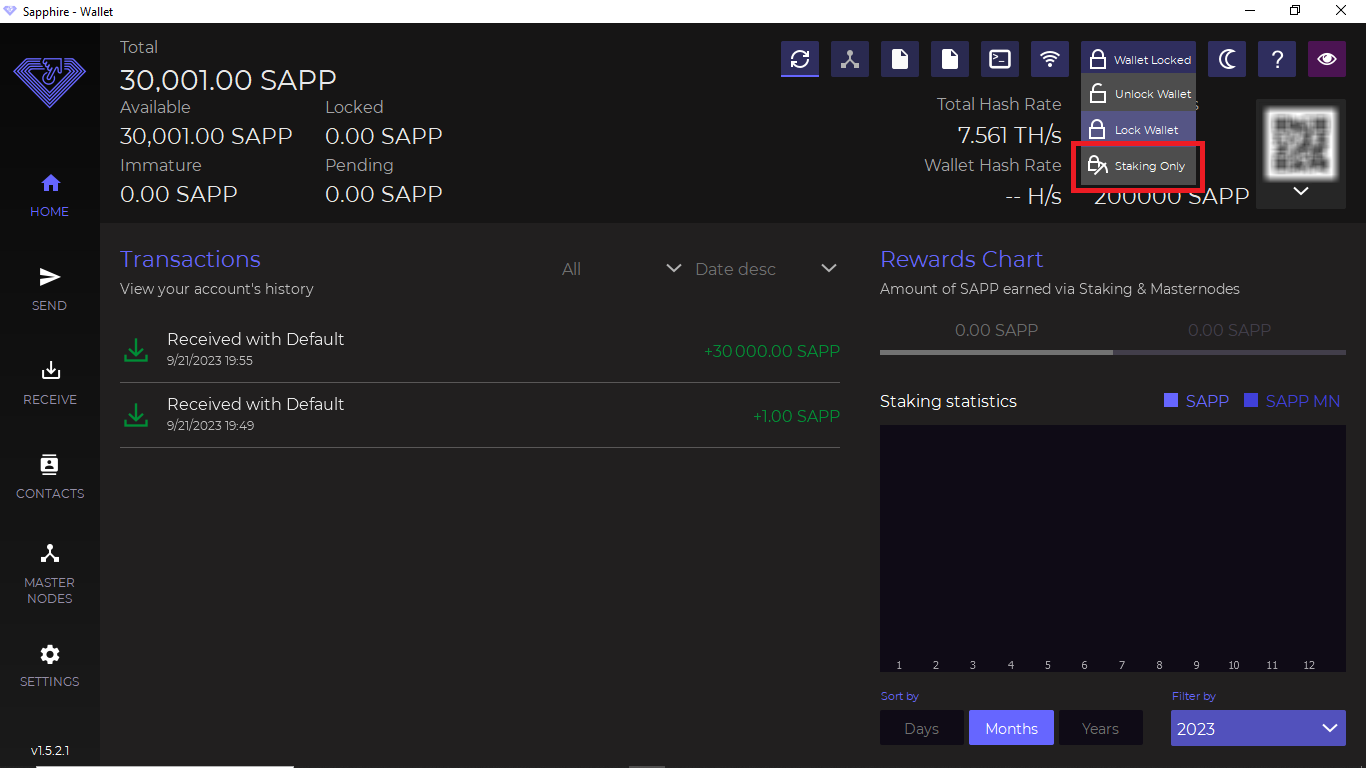 Sapphire - Wallet
Total
30,001.00 SAPP
Available
Locked
30,001.00 SAPP
0.00 SAPP
Immature
Pending
0.00 SAPP
0.00 SAPP
Wallet Locked
Unlock Wallet
Lock Wallet
Staking Only
?
Total Hash Rate
7.561 TH/s
Wallet Hash Rate
-- H/s
200000 SAPP
HOME
SEND
RECEIVE
CONTACTS
MASTER
NODES
SETTINGS
v1.5.2.1
Transactions
View your account's history
All
Date desc
Received with Default
9/21/2023 19:55
+30 000.00 SAPP
Received with Default
9/21/2023 19:49
+1.00 SAPP
Rewards Chart
Amount of SAPP earned via Staking & Masternodes
0.00 SAPP
0.00 SAPP
Staking statistics
SAPP
SAPP MN
1 2 3 4 5 6 7 8 9 10 11 12
Sort by
Filter by
Days
Months
Years
2023